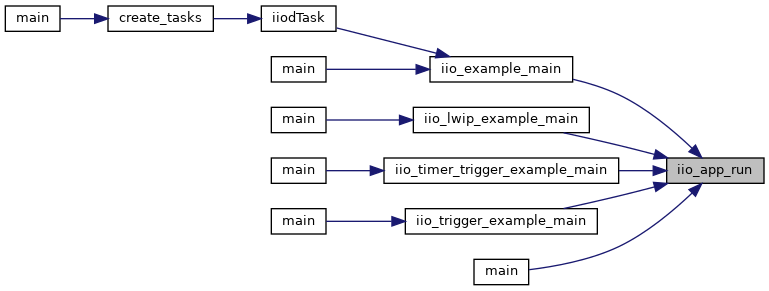 main
create_tasks
iiodTask
main
iio_example_main
main
iio_lwip_example_main
main
iio_timer_trigger_example_main
iio_app_run
main
iio_trigger_example_main
main